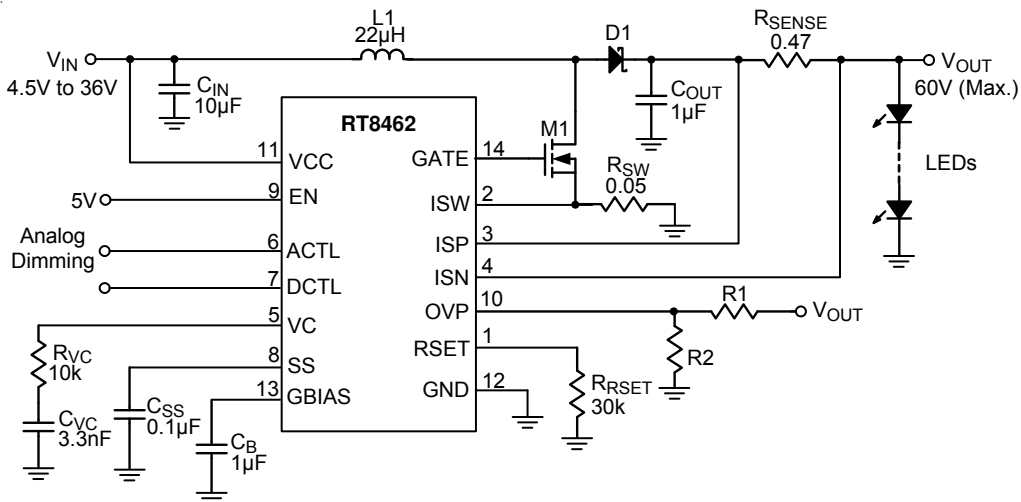 VIN
4.5V to 36V
CIN
10µF
L1
22µH
D1
COUT
1µF
RSENSE
0.47
VOUT
60V (Max.)
LEDs
M1
RSW
0.05
RT8462
11
VCC
5V
9
EN
Analog
Dimming
6
ACTL
7
DCTL
5
VC
8
SS
13
GBIAS
GATE
14
ISW
2
ISP
3
ISN
4
OVP
10
RSET
1
GND
12
R1
VOUT
R2
RRSET
30k
RVC
10k
CVC
3.3nF
CSS
0.1µF
CB
1µF